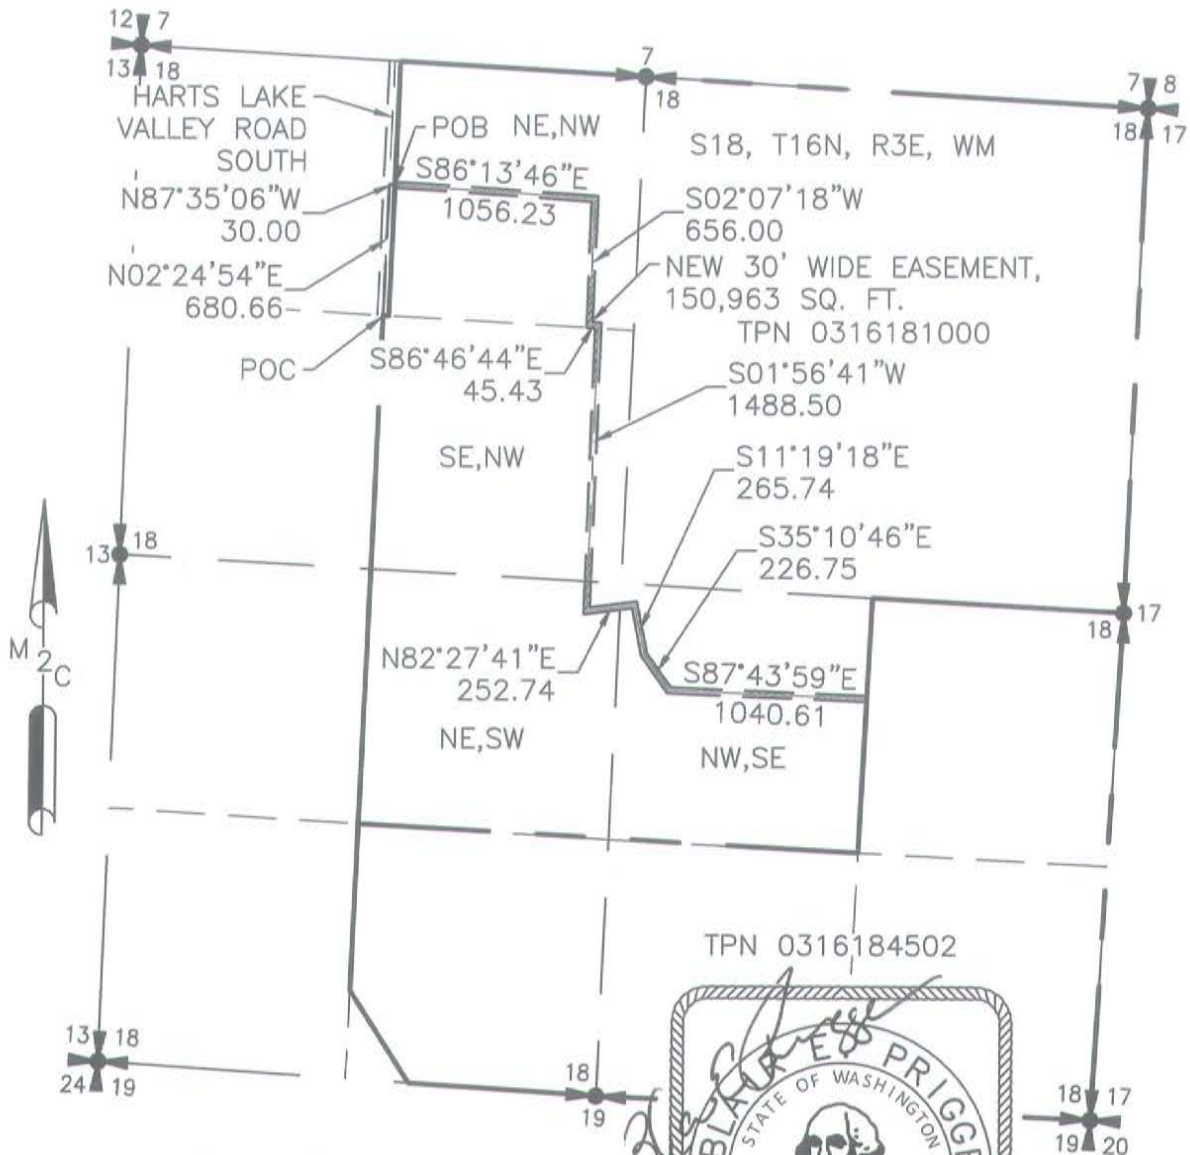 12 7
13 18
HARTS LAKE
VALLEY ROAD
SOUTH
N87°35'06"W
30.00
N02°24'54"E
680.66
POC
POB NE,NW
S86°13'46"E
1056.23
7
18
7 8
18 17
S18, T16N, R3E, WM
S02°07'18"W
656.00
NEW 30' WIDE EASEMENT,
150,963 SQ. FT.
TPN 0316181000
S86°46'44"E
45.43
S01°56'41"W
1488.50
SE,NW
S11°19'18"E
265.74
S35°10'46"E
226.75
13 18
18 17
M2C
N82°27'41"E
252.74
S87°43'59"E
1040.61
NE,SW
NW,SE
TPN 0316184502
13 18
24 19
18
19
18 17
19 20
BLAIR E. PRIGGE
STATE OF WASHINGTON